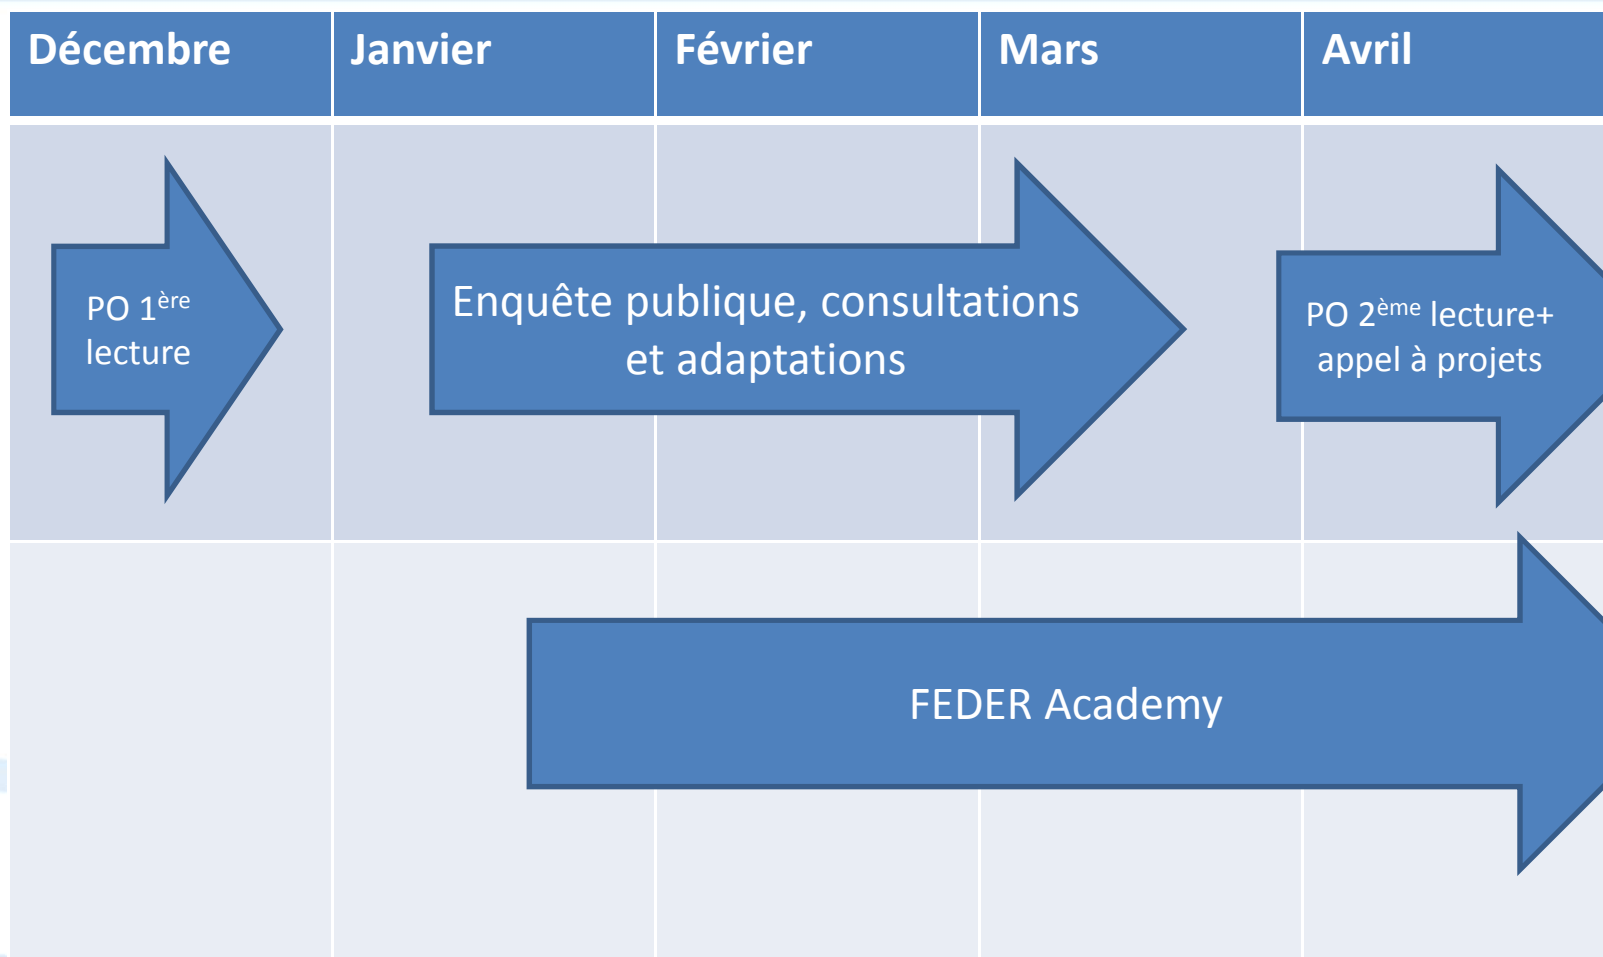 Décembre
Janvier
Février
Mars
Avril
PO 1ère
lecture
Enquête publique, consultations
et adaptations
PO 2ème lecture+
appel à projets
FEDER Academy